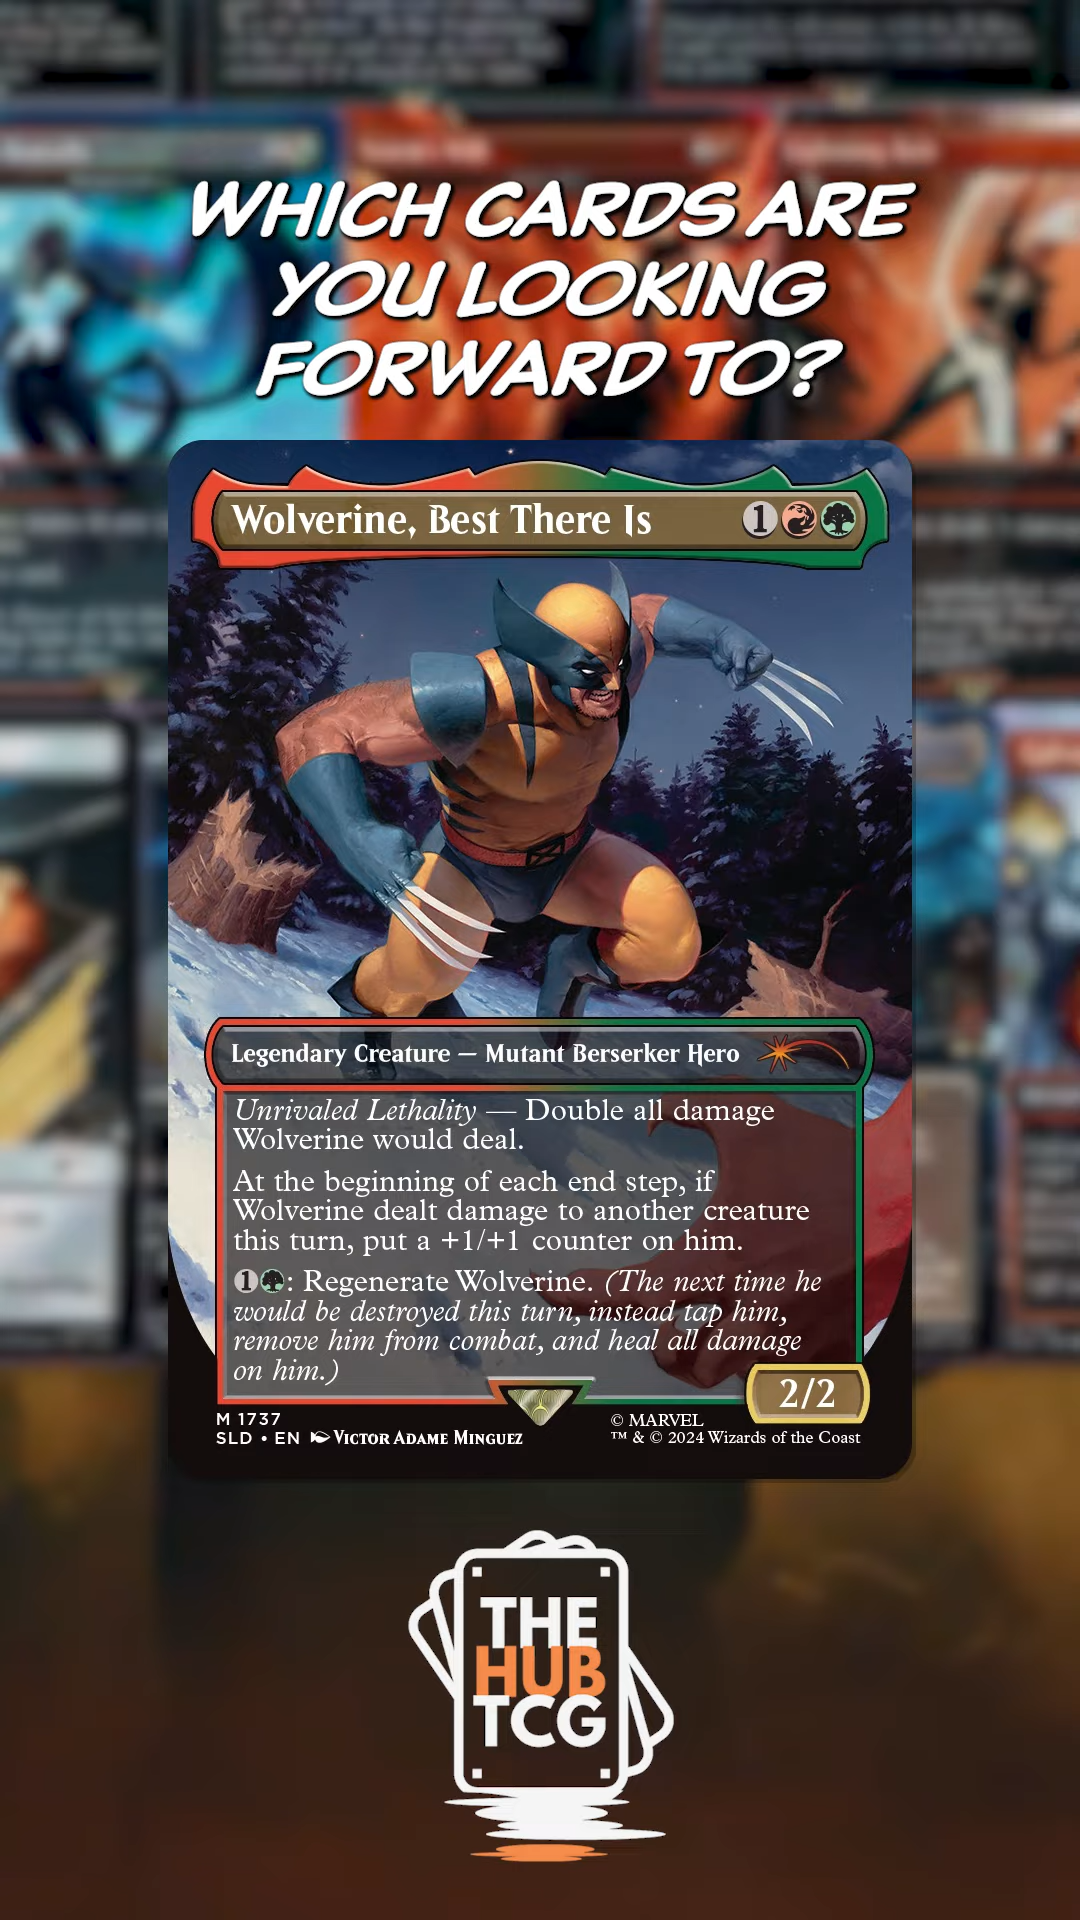 WHICH CARDS ARE
YOU LOOKING
FORWARD TO?
Wolverine, Best There Is
1
Legendary Creature — Mutant Berserker Hero
Unrivaled Lethality — Double all damage
Wolverine would deal.
At the beginning of each end step, if
Wolverine dealt damage to another creature
this turn, put a +1/+1 counter on him.
1: Regenerate Wolverine. (The next time he
would be destroyed this turn, instead tap him,
remove him from combat, and heal all damage
on him.)
2/2
M 1737
SLD • EN VICTOR ADAME MINGUEZ
© MARVEL
™ & © 2024 Wizards of the Coast
THE
HUB
TCG